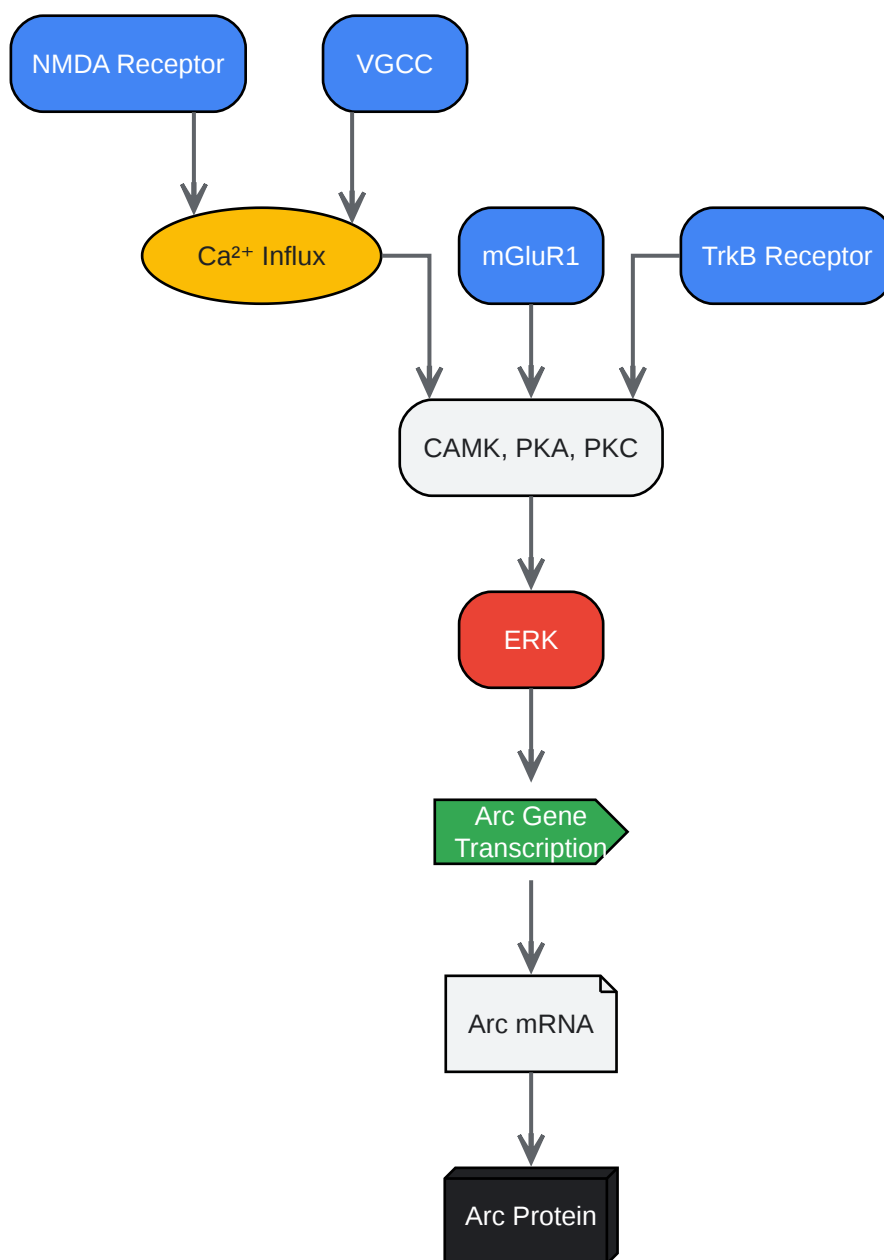 NMDA Receptor
VGCC
Ca²⁺ Influx
mGluR1
TrkB Receptor
CAMK, PKA, PKC
ERK
Arc Gene
Transcription
Arc mRNA
Arc Protein